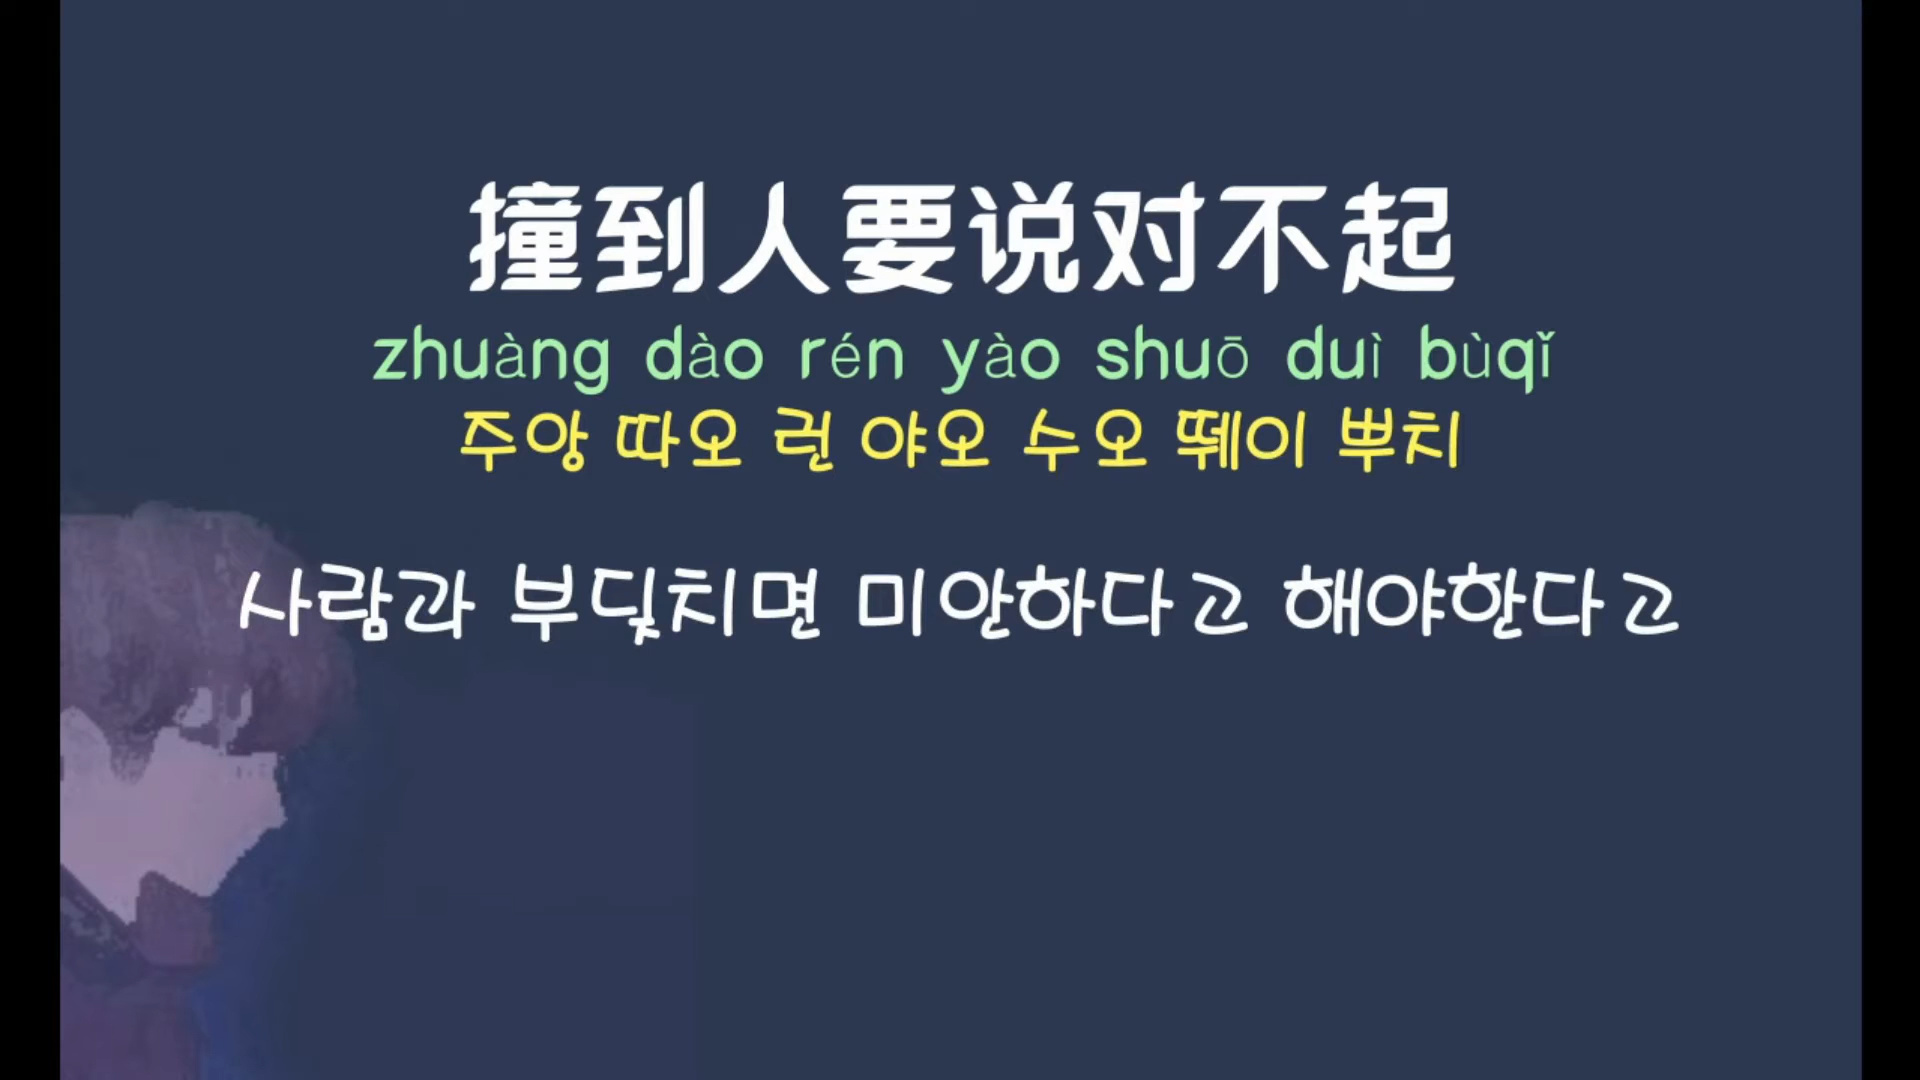 撞到人要说对不起
zhuàng dào rén yào shuō duì bùqǐ
주앙 따오 런 야오 수오 뛔이 뿌치
사람과 부딪치면 미안하다고 해야한다고